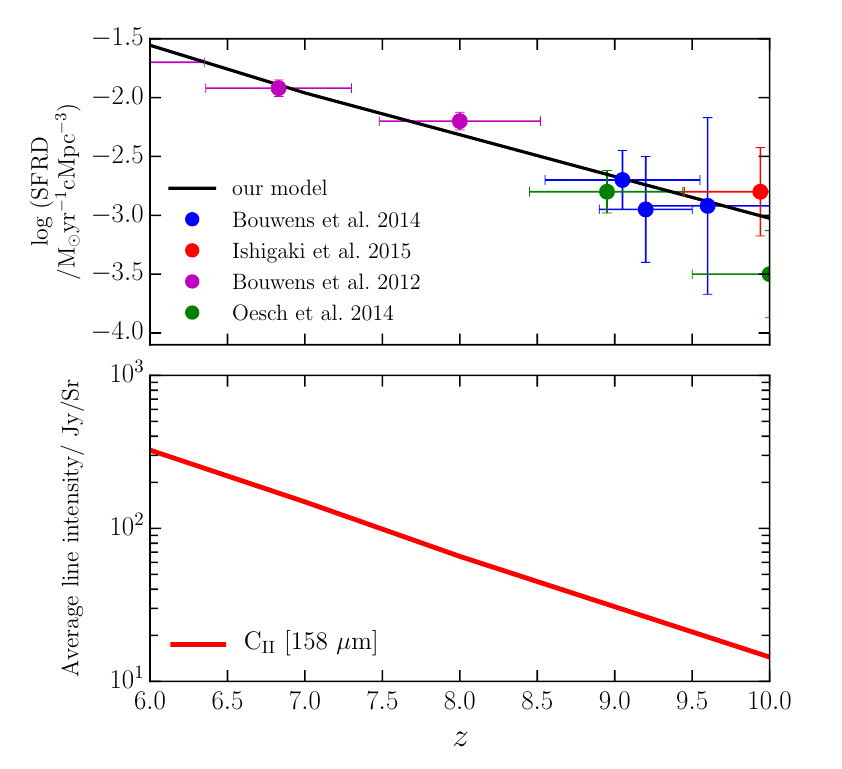 −1.5
−2.0
−2.5
−3.0
−3.5
−4.0
log (SFRD
/M⊙yr⁻¹cMpc⁻³)
our model
Bouwens et al. 2014
Ishigaki et al. 2015
Bouwens et al. 2012
Oesch et al. 2014
10³
10²
10¹
Average line intensity/ Jy/Sr
C_II [158 μm]
6.0 6.5 7.0 7.5 8.0 8.5 9.0 9.5 10.0
z